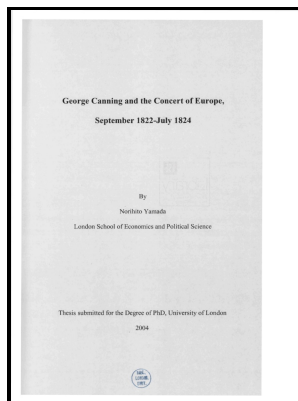 George Canning and the Concert of Europe,
September 1822-July 1824
By
Norihito Yamada
London School of Economics and Political Science
Thesis submitted for the Degree of PhD, University of London
2004